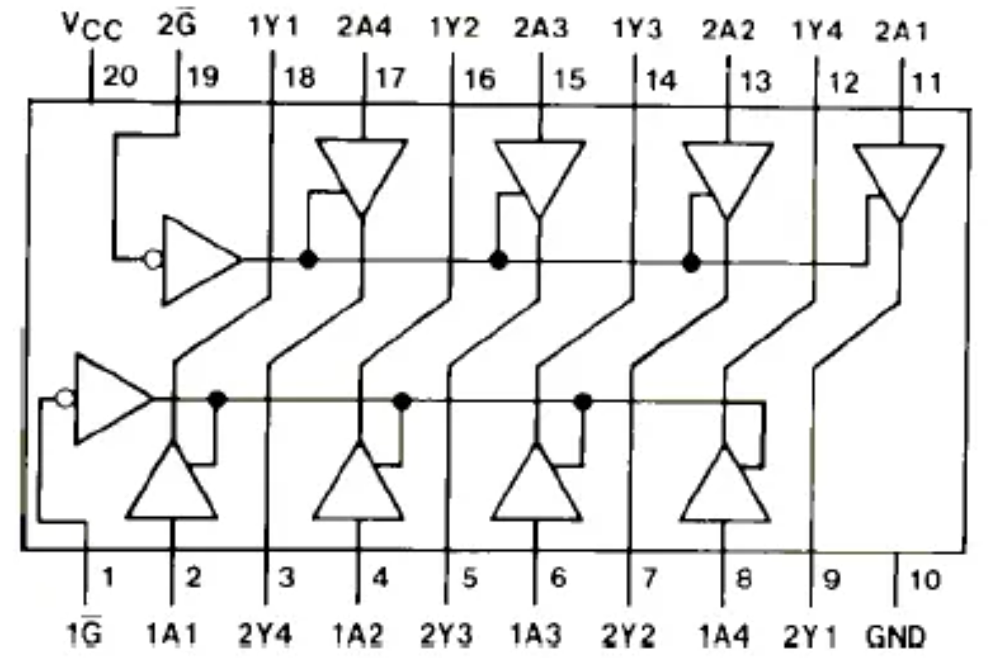 VCC 2G̅ 1Y1 2A4 1Y2 2A3 1Y3 2A2 1Y4 2A1
20 19 18 17 16 15 14 13 12 11
1 2 3 4 5 6 7 8 9 10
1G̅ 1A1 2Y4 1A2 2Y3 1A3 2Y2 1A4 2Y1 GND